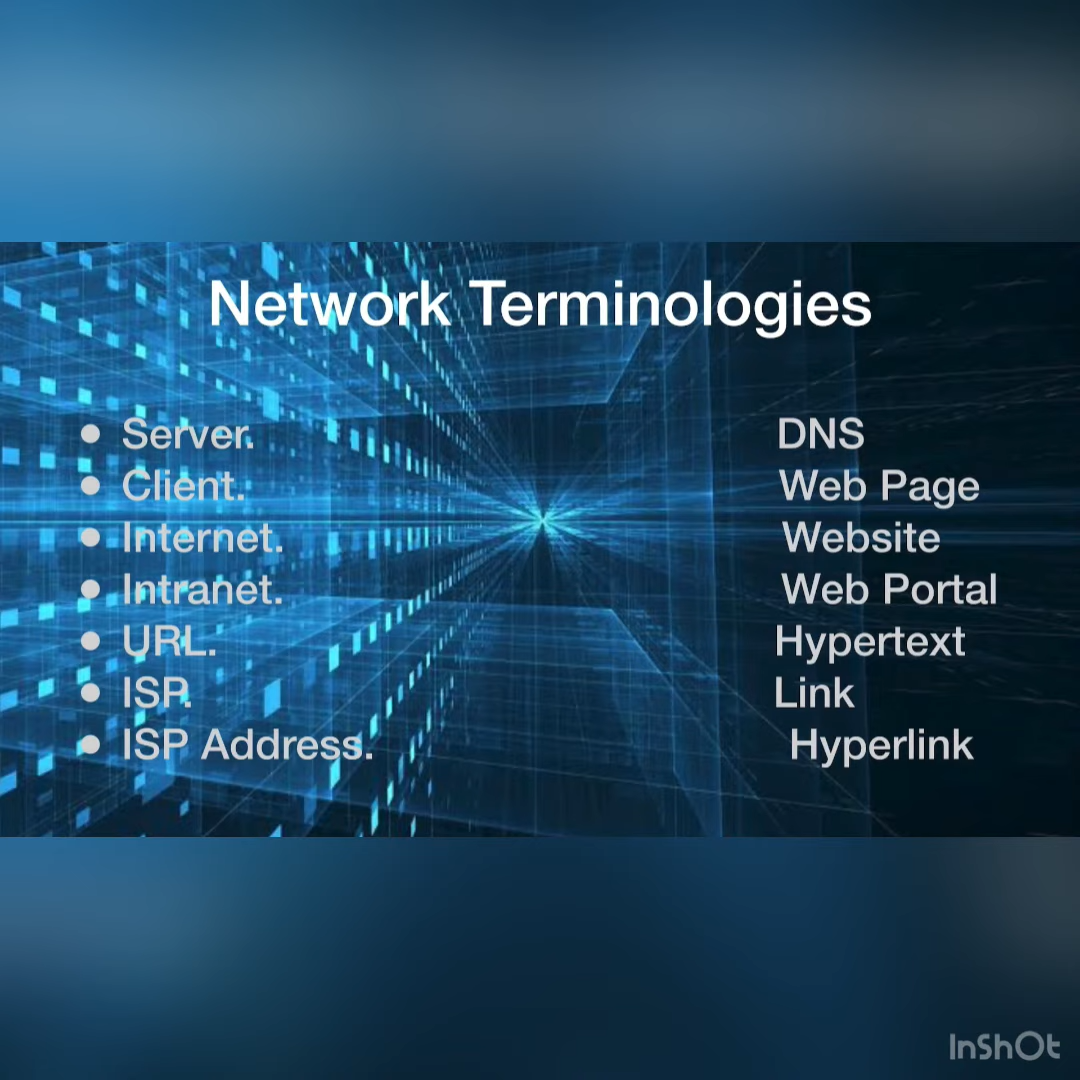 Network Terminologies
● Server. DNS
● Client. Web Page
● Internet. Website
● Intranet. Web Portal
● URL. Hypertext
● ISP. Link
● ISP Address. Hyperlink
InShOt